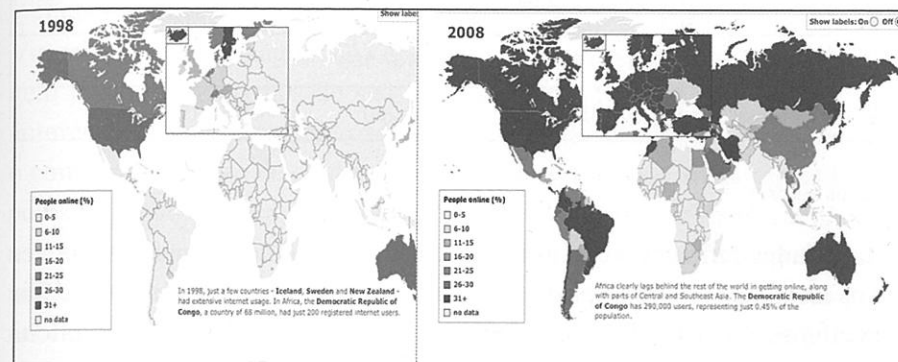 1998
Show labe
People online (%)
0-5
6-10
11-15
16-20
21-25
26-30
31+
no data
In 1998, just a few countries - Iceland, Sweden and New Zealand -
had extensive internet usage. In Africa, the Democratic Republic of
Congo, a country of 66 million, had just 200 registered internet users.
2008
Show labels: On Off
People online (%)
0-5
6-10
11-15
16-20
21-25
26-30
31+
no data
Africa clearly lags behind the rest of the world in getting online, along
with parts of Central and Southeast Asia. The Democratic Republic
of Congo has 290,000 users, representing just 0.45% of the
population.